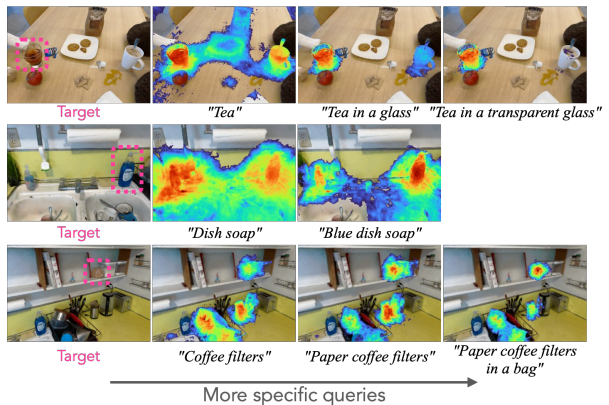 Target
"Tea"
"Tea in a glass"
"Tea in a transparent glass"
Target
"Dish soap"
"Blue dish soap"
Target
"Coffee filters"
"Paper coffee filters"
"Paper coffee filters
in a bag"
More specific queries